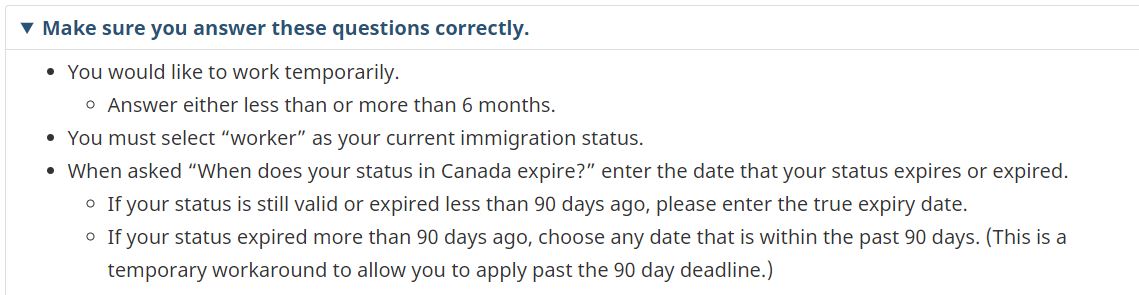 ▼ Make sure you answer these questions correctly.
• You would like to work temporarily.
◦ Answer either less than or more than 6 months.
• You must select “worker” as your current immigration status.
• When asked “When does your status in Canada expire?” enter the date that your status expires or expired.
◦ If your status is still valid or expired less than 90 days ago, please enter the true expiry date.
◦ If your status expired more than 90 days ago, choose any date that is within the past 90 days. (This is a
temporary workaround to allow you to apply past the 90 day deadline.)